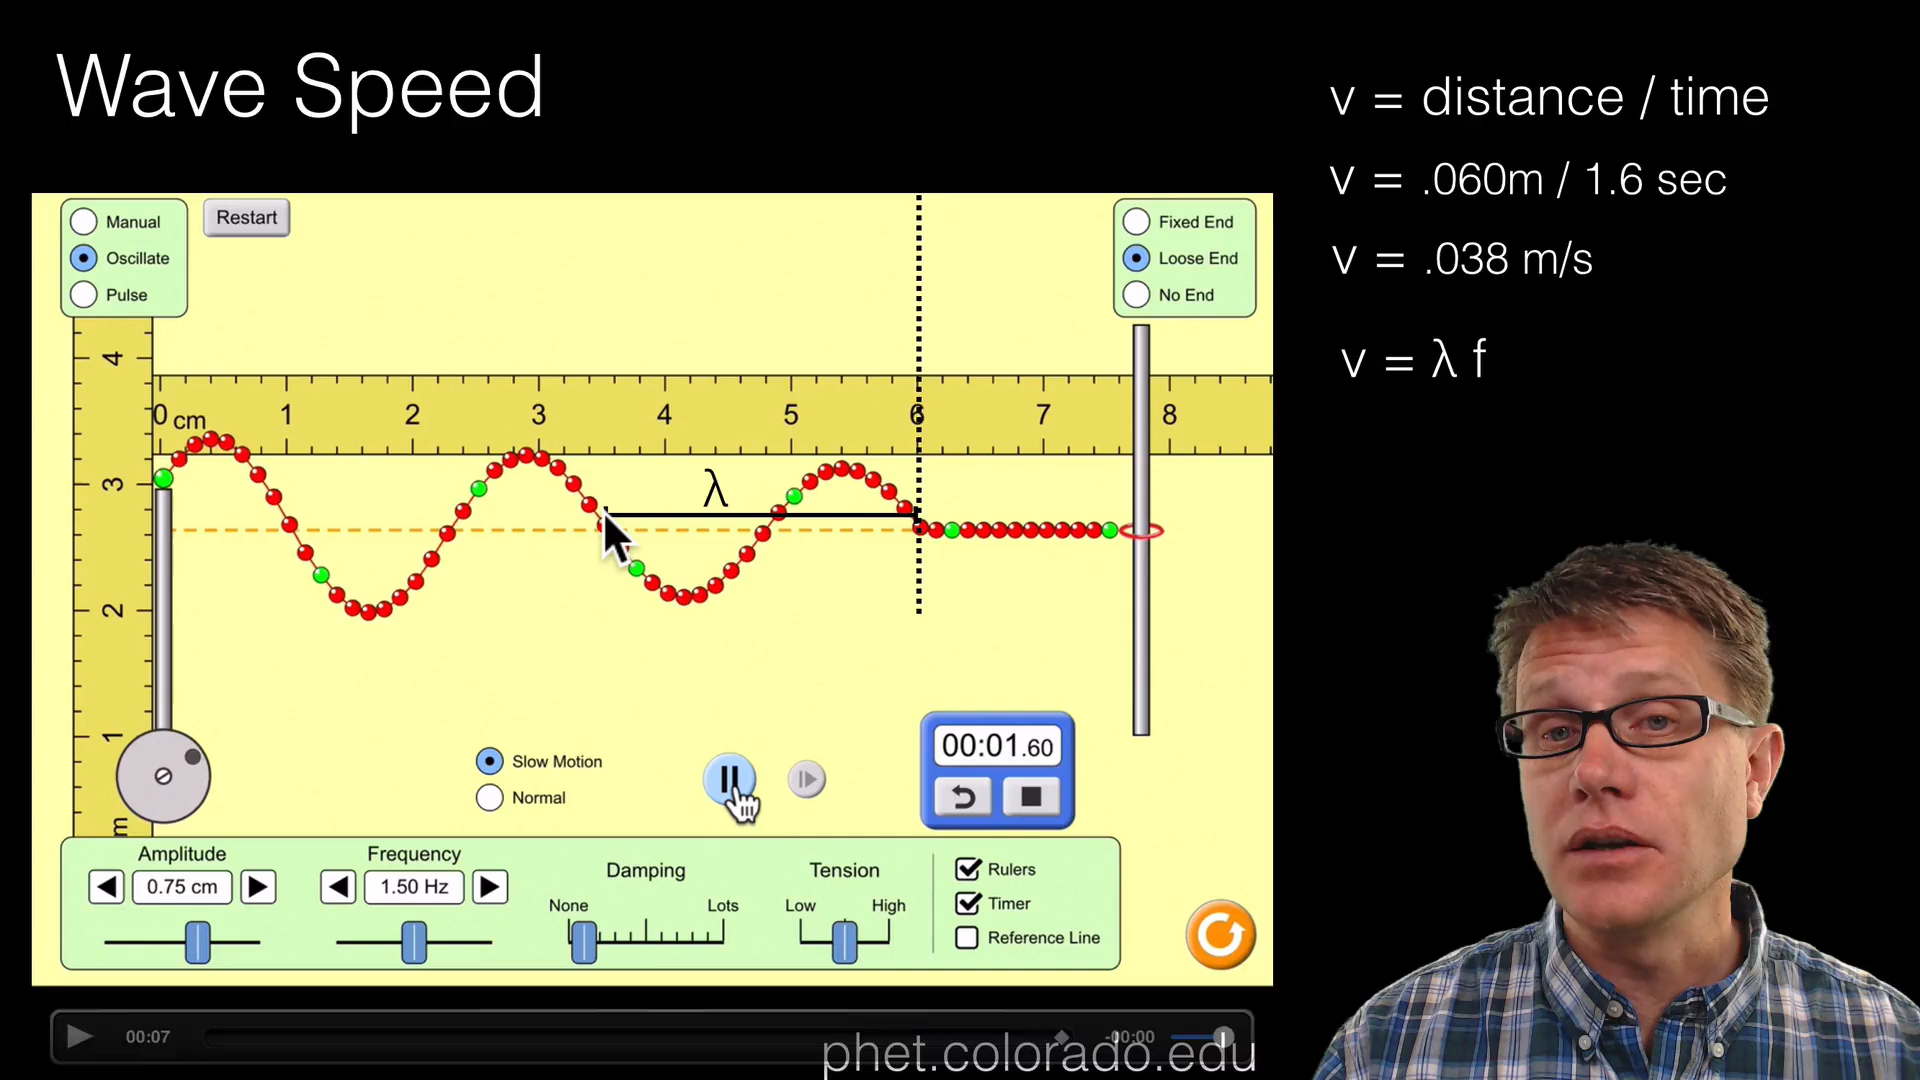 Wave Speed
v = distance / time
v = .060m / 1.6 sec
v = .038 m/s
v = λ f
Manual
Oscillate
Pulse
Restart
Fixed End
Loose End
No End
4
3
2
1
m
0 cm 1 2 3 4 5 6 7 8
λ
00:01.60
Slow Motion
Normal
Amplitude
0.75 cm
Frequency
1.50 Hz
Damping
None Lots
Tension
Low High
Rulers
Timer
Reference Line
00:07
-00:00
phet.colorado.edu